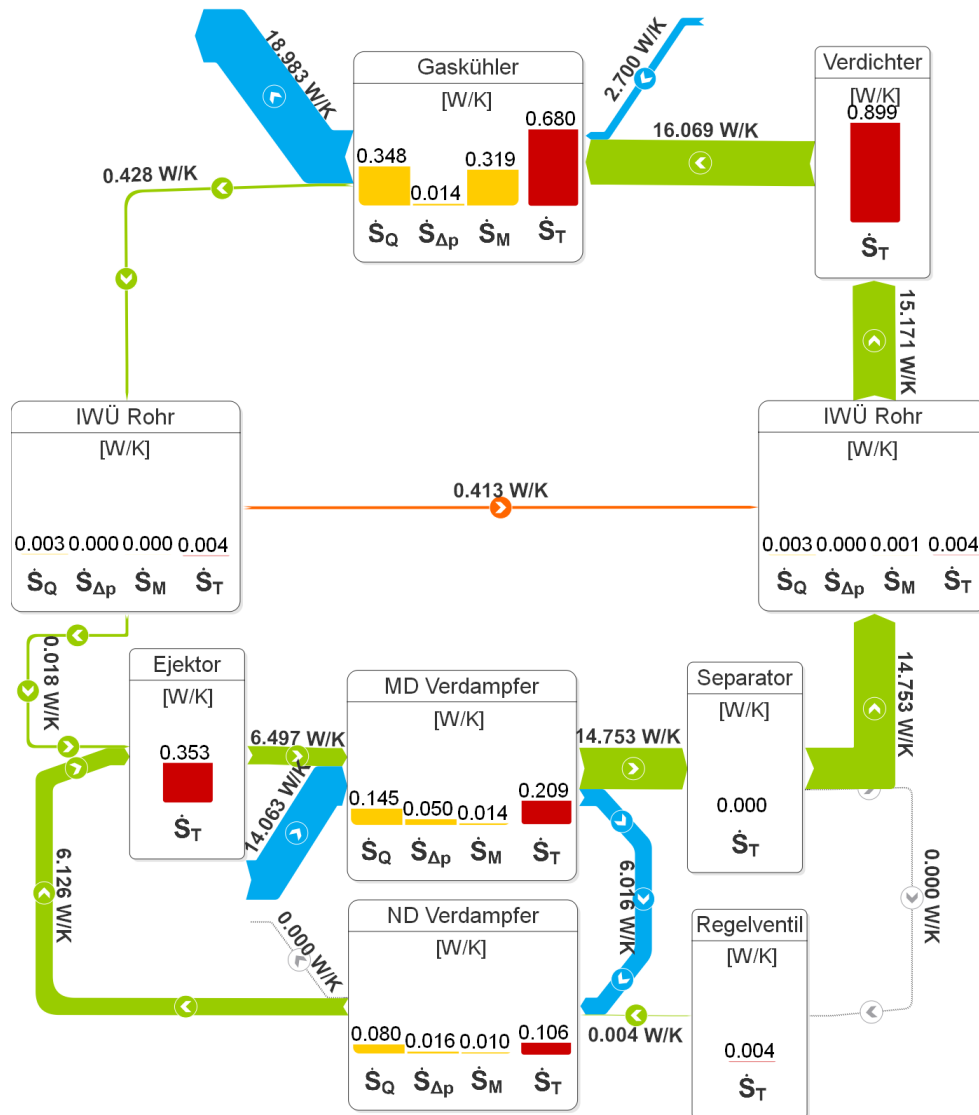 18.983 W/K
2.700 W/K
Gaskühler
[W/K]
0.348
0.014
0.319
0.680
ṠQ ṠΔp ṠM ṠT
Verdichter
[W/K]
0.899
ṠT
16.069 W/K
0.428 W/K
15.171 W/K
IWÜ Rohr
[W/K]
0.003 0.000 0.000 0.004
ṠQ ṠΔp ṠM ṠT
0.413 W/K
IWÜ Rohr
[W/K]
0.003 0.000 0.001 0.004
ṠQ ṠΔp ṠM ṠT
0.018 W/K
Ejektor
[W/K]
0.353
ṠT
6.497 W/K
14.063 W/K
MD Verdampfer
[W/K]
0.145 0.050 0.014 0.209
ṠQ ṠΔp ṠM ṠT
14.753 W/K
Separator
[W/K]
0.000
ṠT
14.753 W/K
6.126 W/K
0.000 W/K
ND Verdampfer
[W/K]
0.080 0.016 0.010 0.106
ṠQ ṠΔp ṠM ṠT
6.016 W/K
0.004 W/K
Regelventil
[W/K]
0.004
ṠT
0.000 W/K